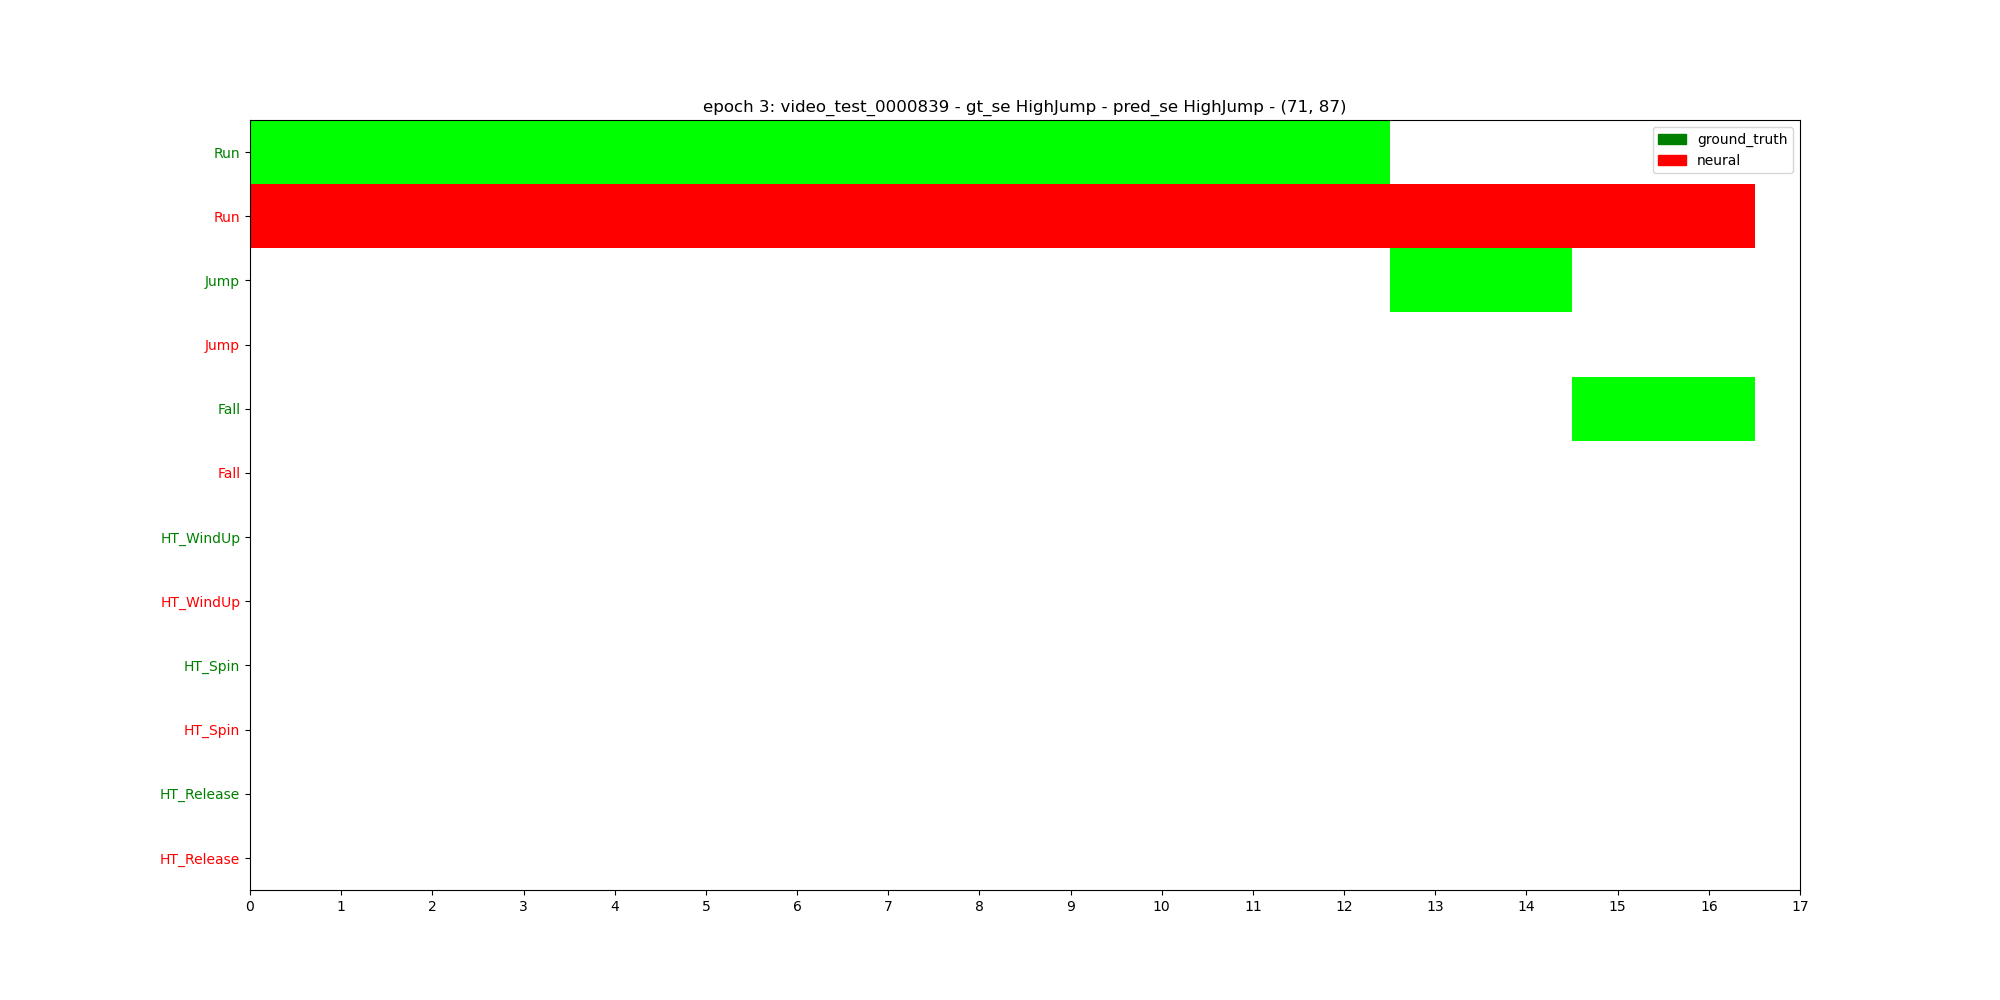 epoch 3: video_test_0000839 - gt_se HighJump - pred_se HighJump - (71, 87)
ground_truth
neural
Run
Run
Jump
Jump
Fall
Fall
HT_WindUp
HT_WindUp
HT_Spin
HT_Spin
HT_Release
HT_Release
0 1 2 3 4 5 6 7 8 9 10 11 12 13 14 15 16 17